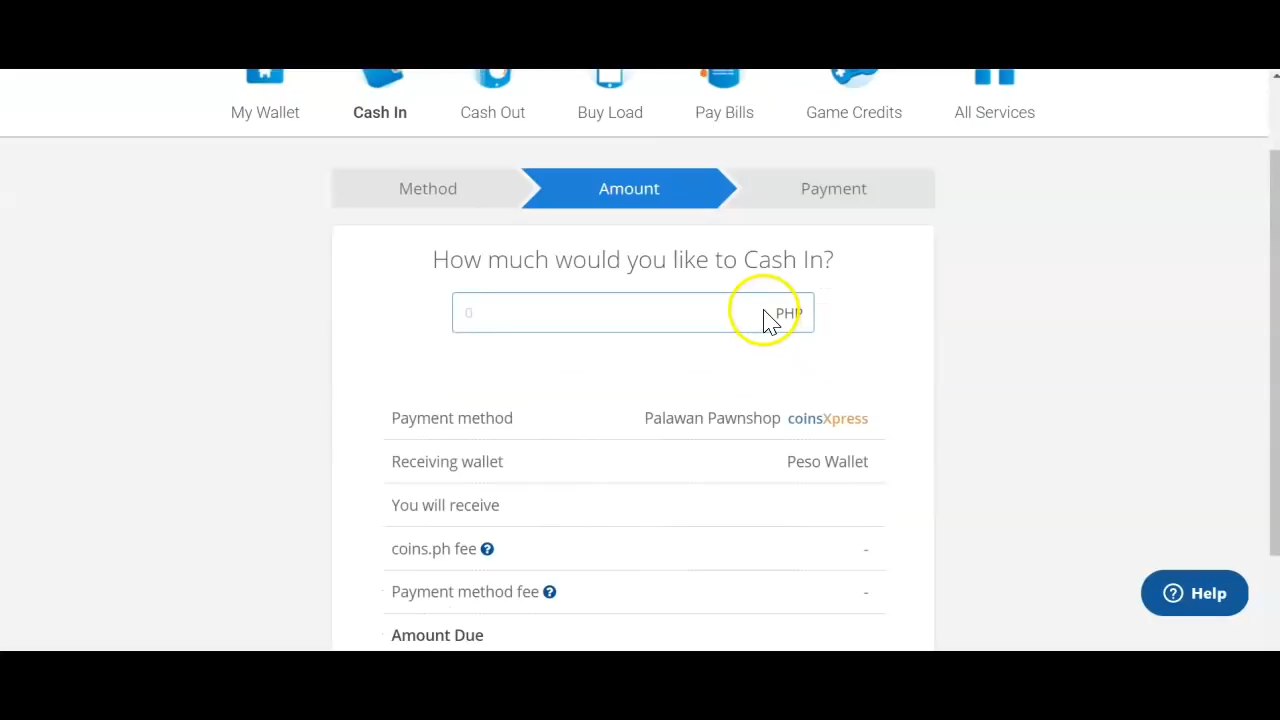 My Wallet Cash In Cash Out Buy Load Pay Bills Game Credits All Services
Method Amount Payment
How much would you like to Cash In?
0 PHP
Payment method Palawan Pawnshop coinsXpress
Receiving wallet Peso Wallet
You will receive
coins.ph fee ? -
Payment method fee ? -
Amount Due
? Help